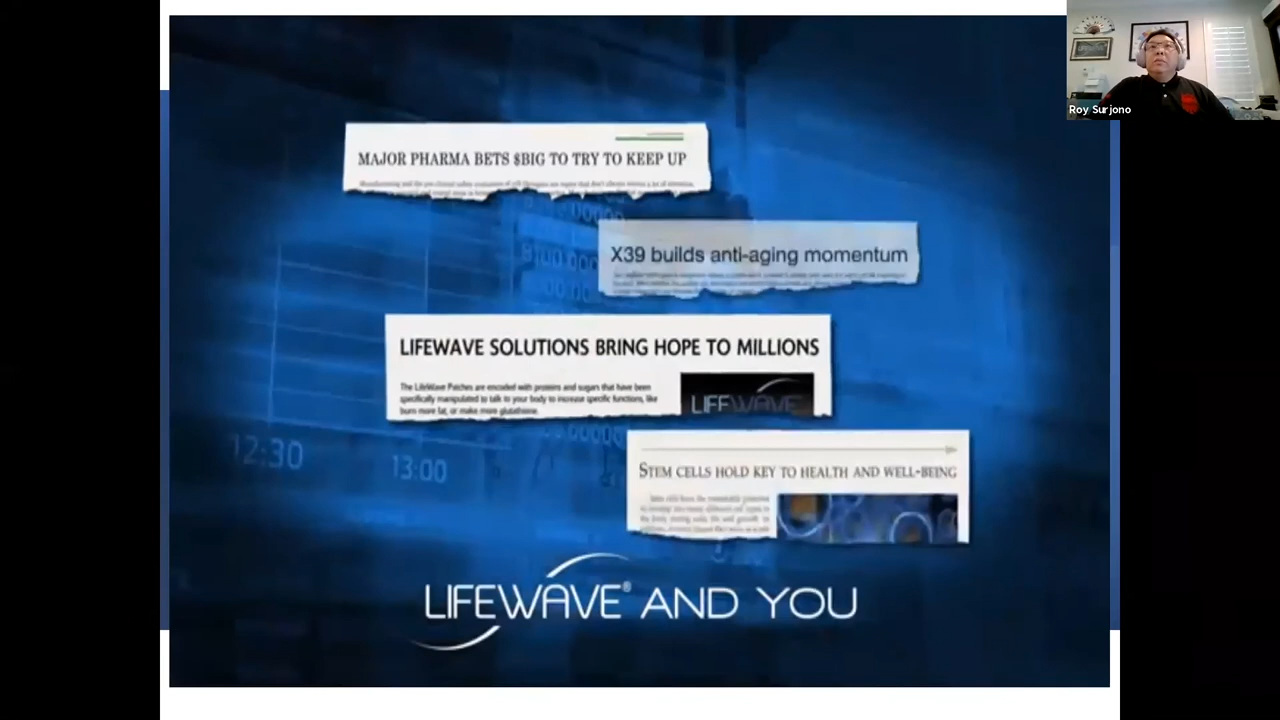 Roy Surjono
MAJOR PHARMA BETS $BIG TO TRY TO KEEP UP
X39 builds anti-aging momentum
LIFEWAVE SOLUTIONS BRING HOPE TO MILLIONS
The LifeWave Patches are encoded with proteins and sugars that have been
specifically manipulated to talk to your body to increase specific functions, like
burn more fat, or make more glutathione.
LIFEWAVE
STEM CELLS HOLD KEY TO HEALTH AND WELL-BEING
12:30
13:00
LIFEWAVE® AND YOU